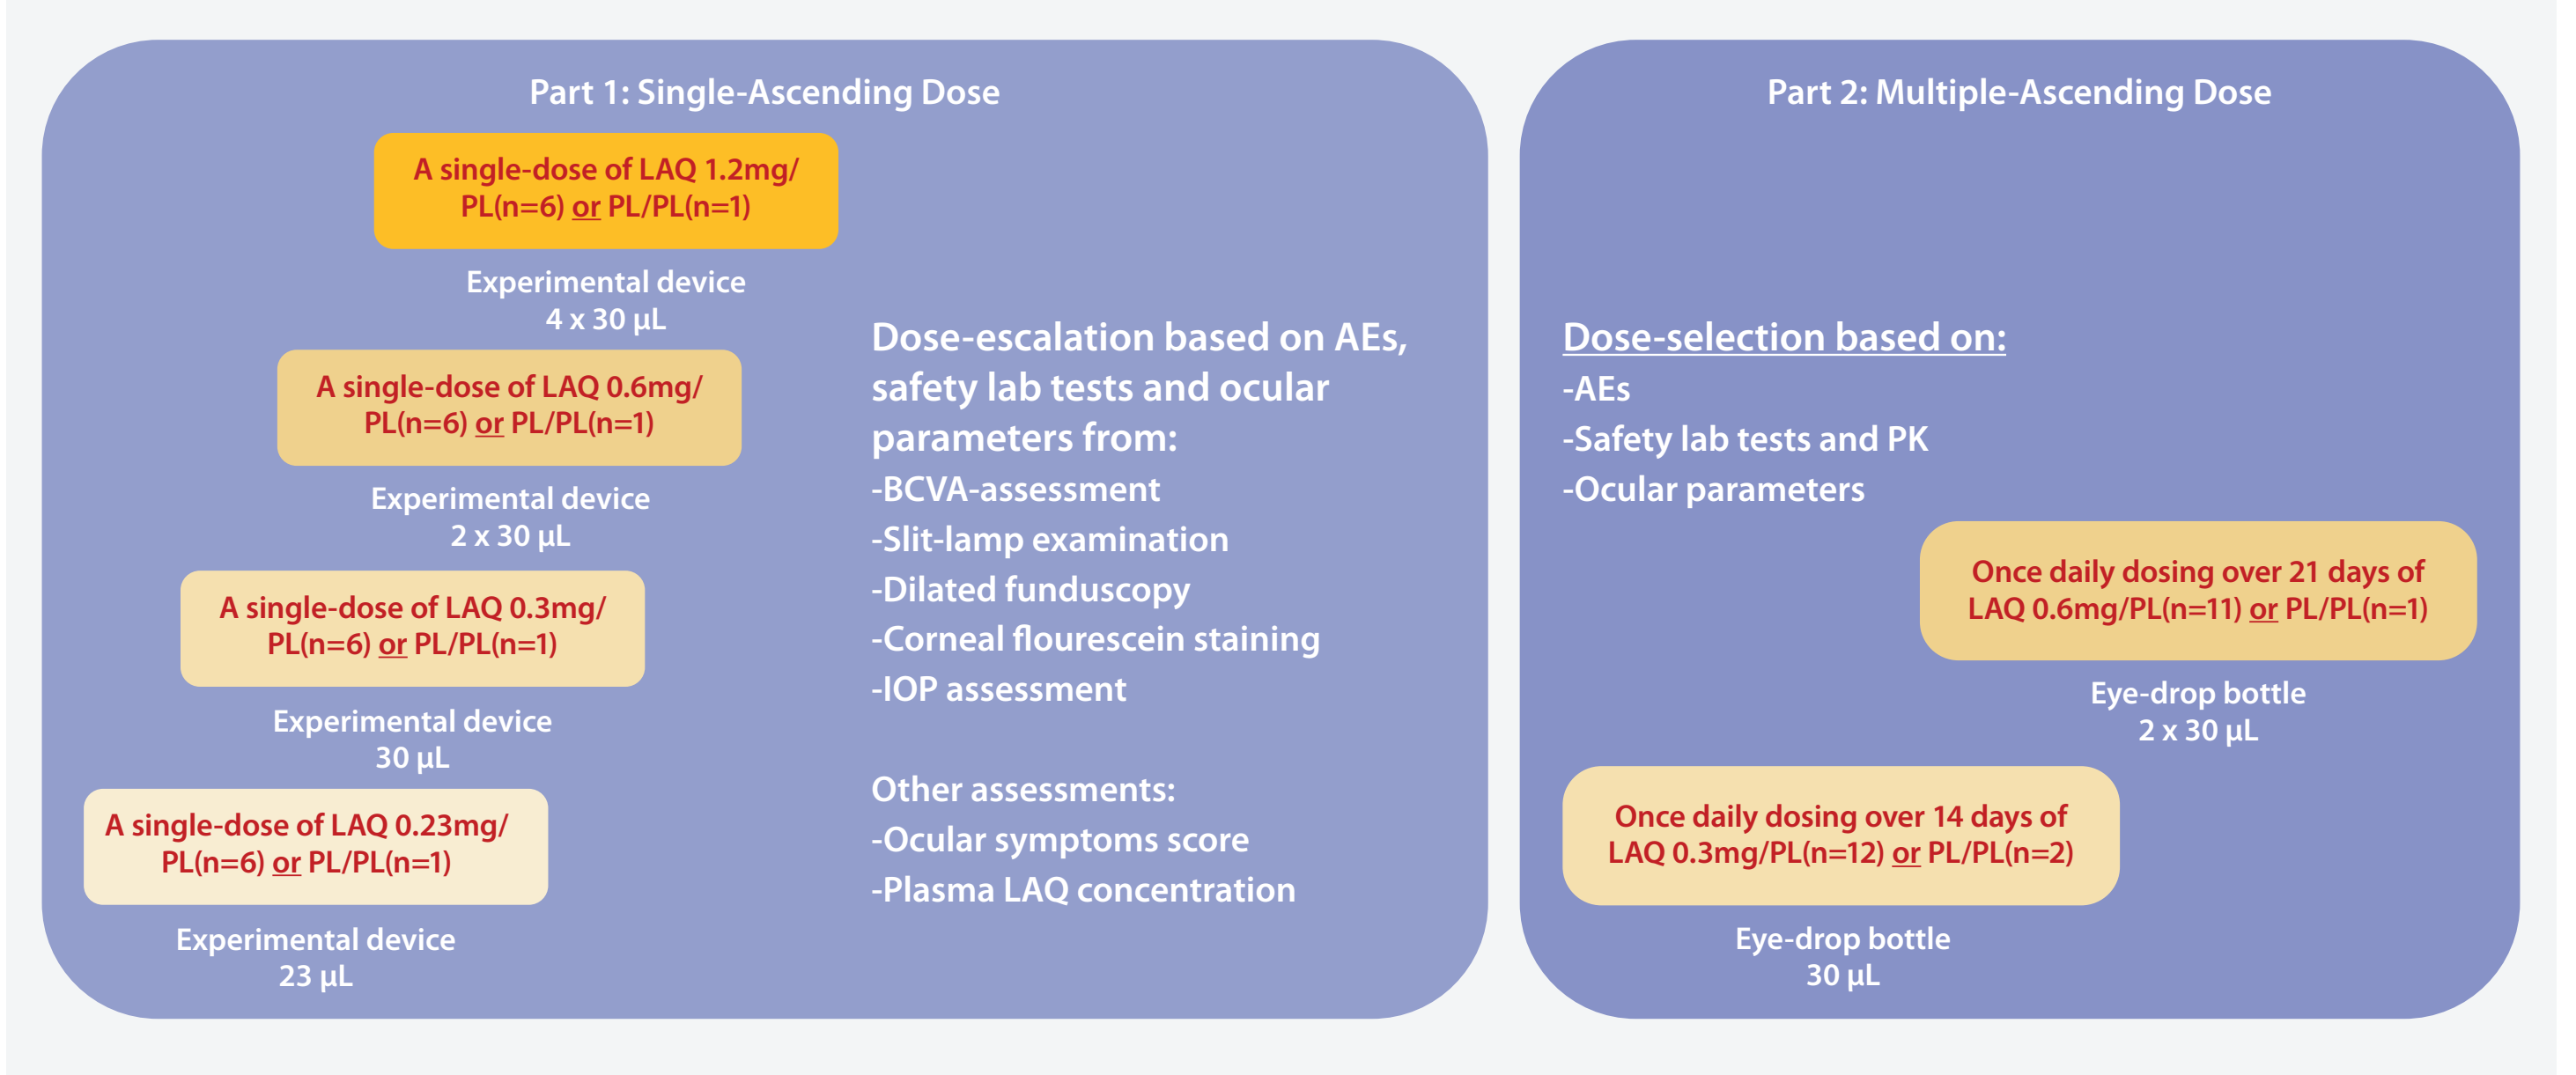 Part 1: Single-Ascending Dose
A single-dose of LAQ 1.2mg/
PL(n=6) or PL/PL(n=1)
Experimental device
4 x 30 µL
A single-dose of LAQ 0.6mg/
PL(n=6) or PL/PL(n=1)
Experimental device
2 x 30 µL
A single-dose of LAQ 0.3mg/
PL(n=6) or PL/PL(n=1)
Experimental device
30 µL
A single-dose of LAQ 0.23mg/
PL(n=6) or PL/PL(n=1)
Experimental device
23 µL
Dose-escalation based on AEs,
safety lab tests and ocular
parameters from:
-BCVA-assessment
-Slit-lamp examination
-Dilated funduscopy
-Corneal flourescein staining
-IOP assessment
Other assessments:
-Ocular symptoms score
-Plasma LAQ concentration
Part 2: Multiple-Ascending Dose
Dose-selection based on:
-AEs
-Safety lab tests and PK
-Ocular parameters
Once daily dosing over 21 days of
LAQ 0.6mg/PL(n=11) or PL/PL(n=1)
Eye-drop bottle
2 x 30 µL
Once daily dosing over 14 days of
LAQ 0.3mg/PL(n=12) or PL/PL(n=2)
Eye-drop bottle
30 µL